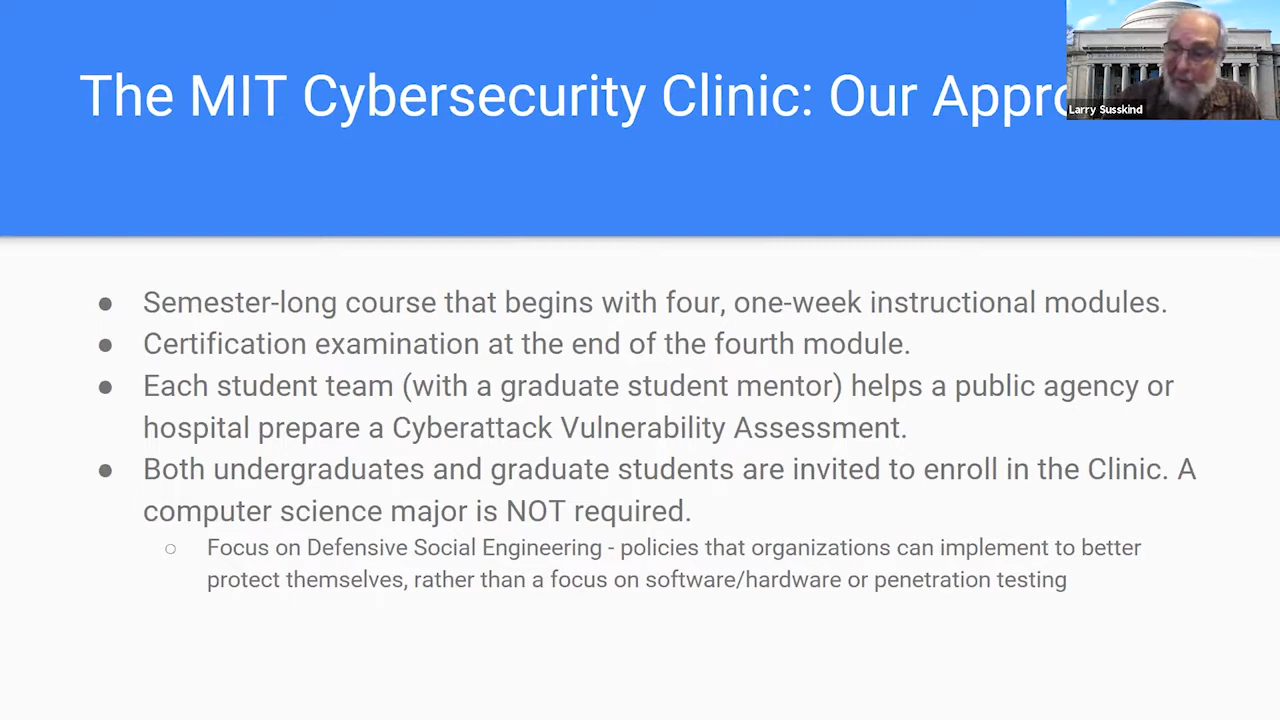 The MIT Cybersecurity Clinic: Our
Larry Susskind
● Semester-long course that begins with four, one-week instructional modules.
● Certification examination at the end of the fourth module.
● Each student team (with a graduate student mentor) helps a public agency or
hospital prepare a Cyberattack Vulnerability Assessment.
● Both undergraduates and graduate students are invited to enroll in the Clinic. A
computer science major is NOT required.
○ Focus on Defensive Social Engineering - policies that organizations can implement to better
protect themselves, rather than a focus on software/hardware or penetration testing